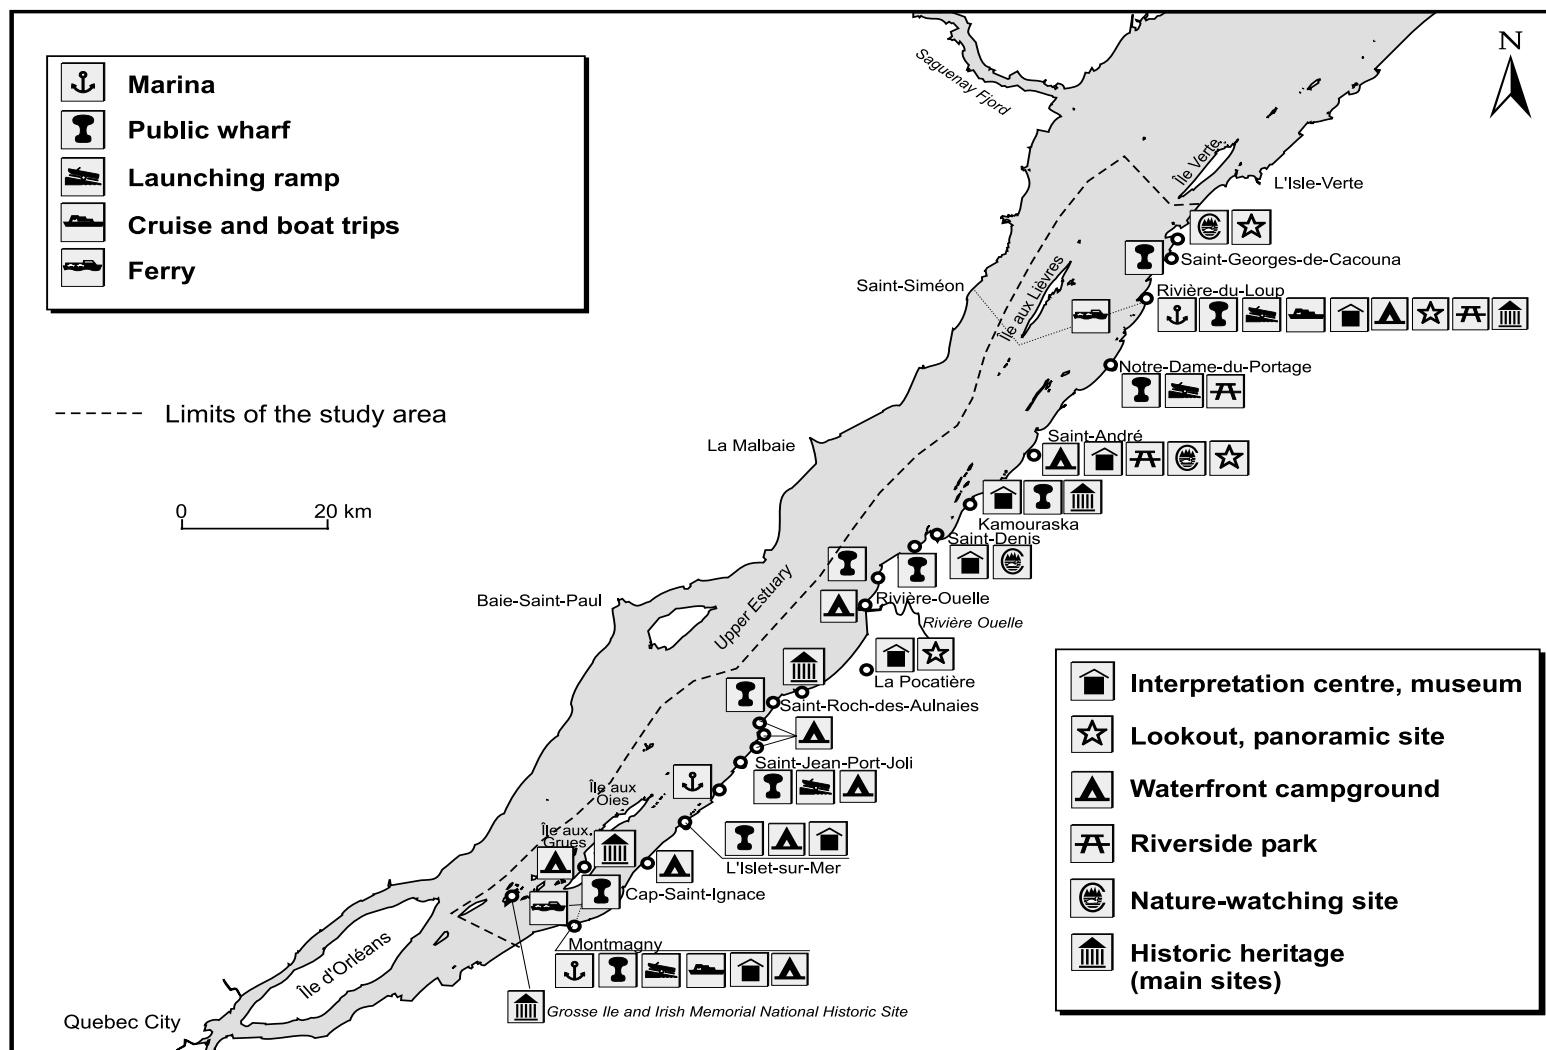 Marina
Public wharf
Launching ramp
Cruise and boat trips
Ferry
Limits of the study area
0 20 km
N
Saguenay Fjord
Île Verte
L'Isle-Verte
Saint-Georges-de-Cacouna
Saint-Siméon
Île aux Lièvres
Rivière-du-Loup
Notre-Dame-du-Portage
La Malbaie
Saint-André
Kamouraska
Saint-Denis
Upper Estuary
Baie-Saint-Paul
Rivière-Ouelle
Rivière Ouelle
La Pocatière
Saint-Roch-des-Aulnaies
Saint-Jean-Port-Joli
Île aux
Oies
Île aux
Grues
L'Islet-sur-Mer
Cap-Saint-Ignace
Montmagny
Île d'Orléans
Quebec City
Grosse Ile and Irish Memorial National Historic Site
Interpretation centre, museum
Lookout, panoramic site
Waterfront campground
Riverside park
Nature-watching site
Historic heritage
(main sites)